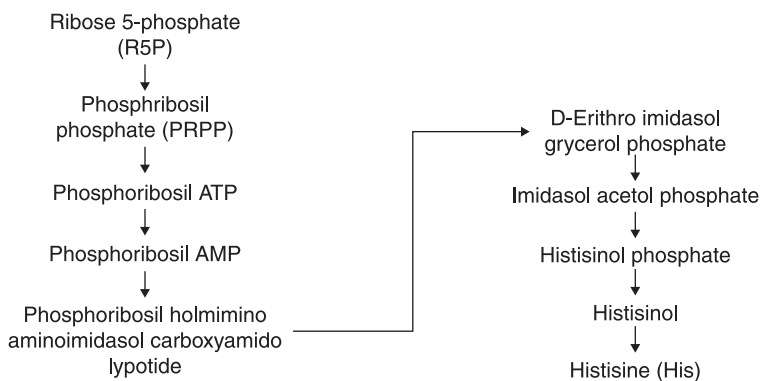 Ribose 5-phosphate
(R5P)
Phosphribosil
phosphate (PRPP)
Phosphoribosil ATP
Phosphoribosil AMP
Phosphoribosil holmimino
aminoimidasol carboxyamido
lypotide
D-Erithro imidasol
grycerol phosphate
Imidasol acetol phosphate
Histisinol phosphate
Histisinol
Histisine (His)